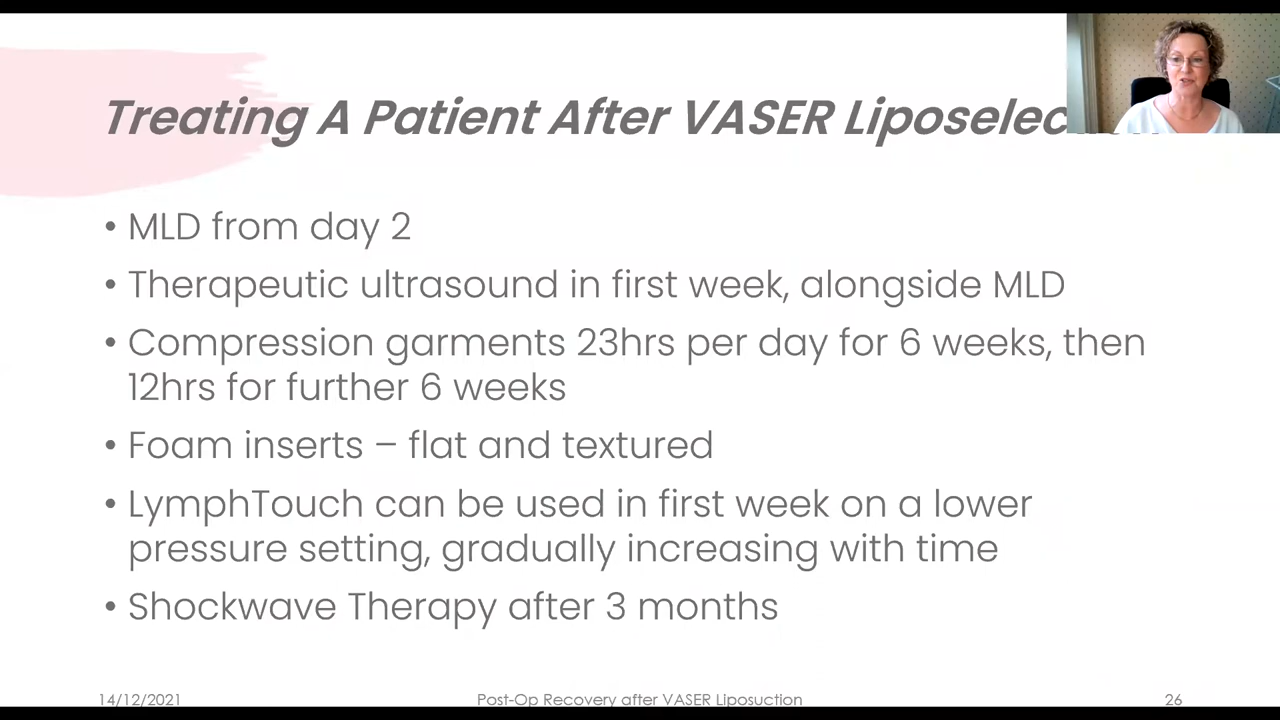 Treating A Patient After VASER
• MLD from day 2
• Therapeutic ultrasound in first week, alongside MLD
• Compression garments 23hrs per day for 6 weeks, then
12hrs for further 6 weeks
• Foam inserts – flat and textured
• LymphTouch can be used in first week on a lower
pressure setting, gradually increasing with time
• Shockwave Therapy after 3 months
14/12/2021
Post-Op Recovery after VASER Liposuction
26